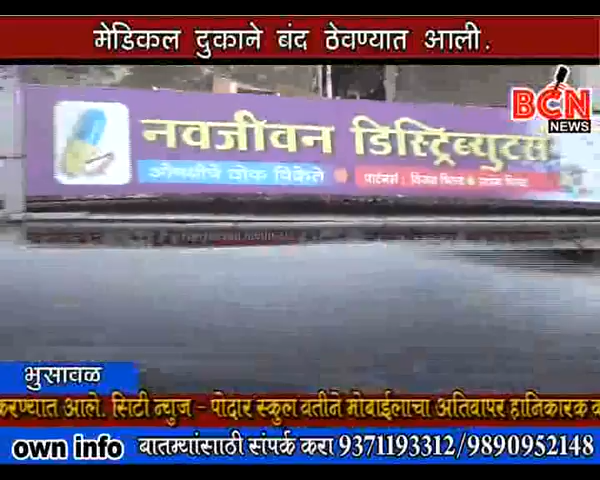 मेडिकल दुकाने बंद ठेवण्यात आली.
BCN
NEWS
नवजीवन डिस्ट्रिब्युटर्स
औषधांचे घोक विक्रेते
पार्टनर्स :
भुसावळ
करण्यात आले. सिटी न्युज - पोदार स्कुल वतीने मोबाईलाचा अतिवापर हानिकारक
own info बातम्यांसाठी संपर्क करा 9371193312/9890952148